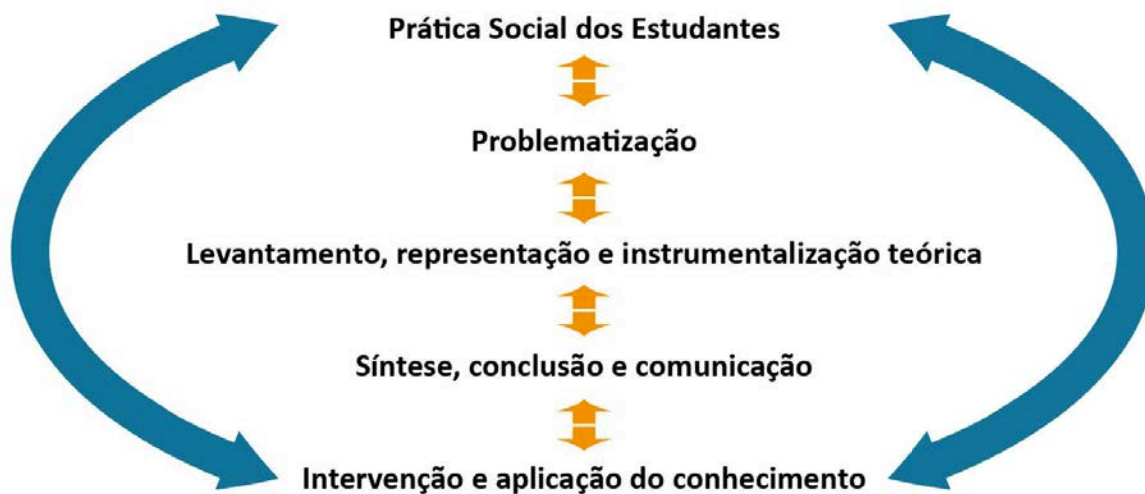 Prática Social dos Estudantes
Problematização
Levantamento, representação e instrumentalização teórica
Síntese, conclusão e comunicação
Intervenção e aplicação do conhecimento